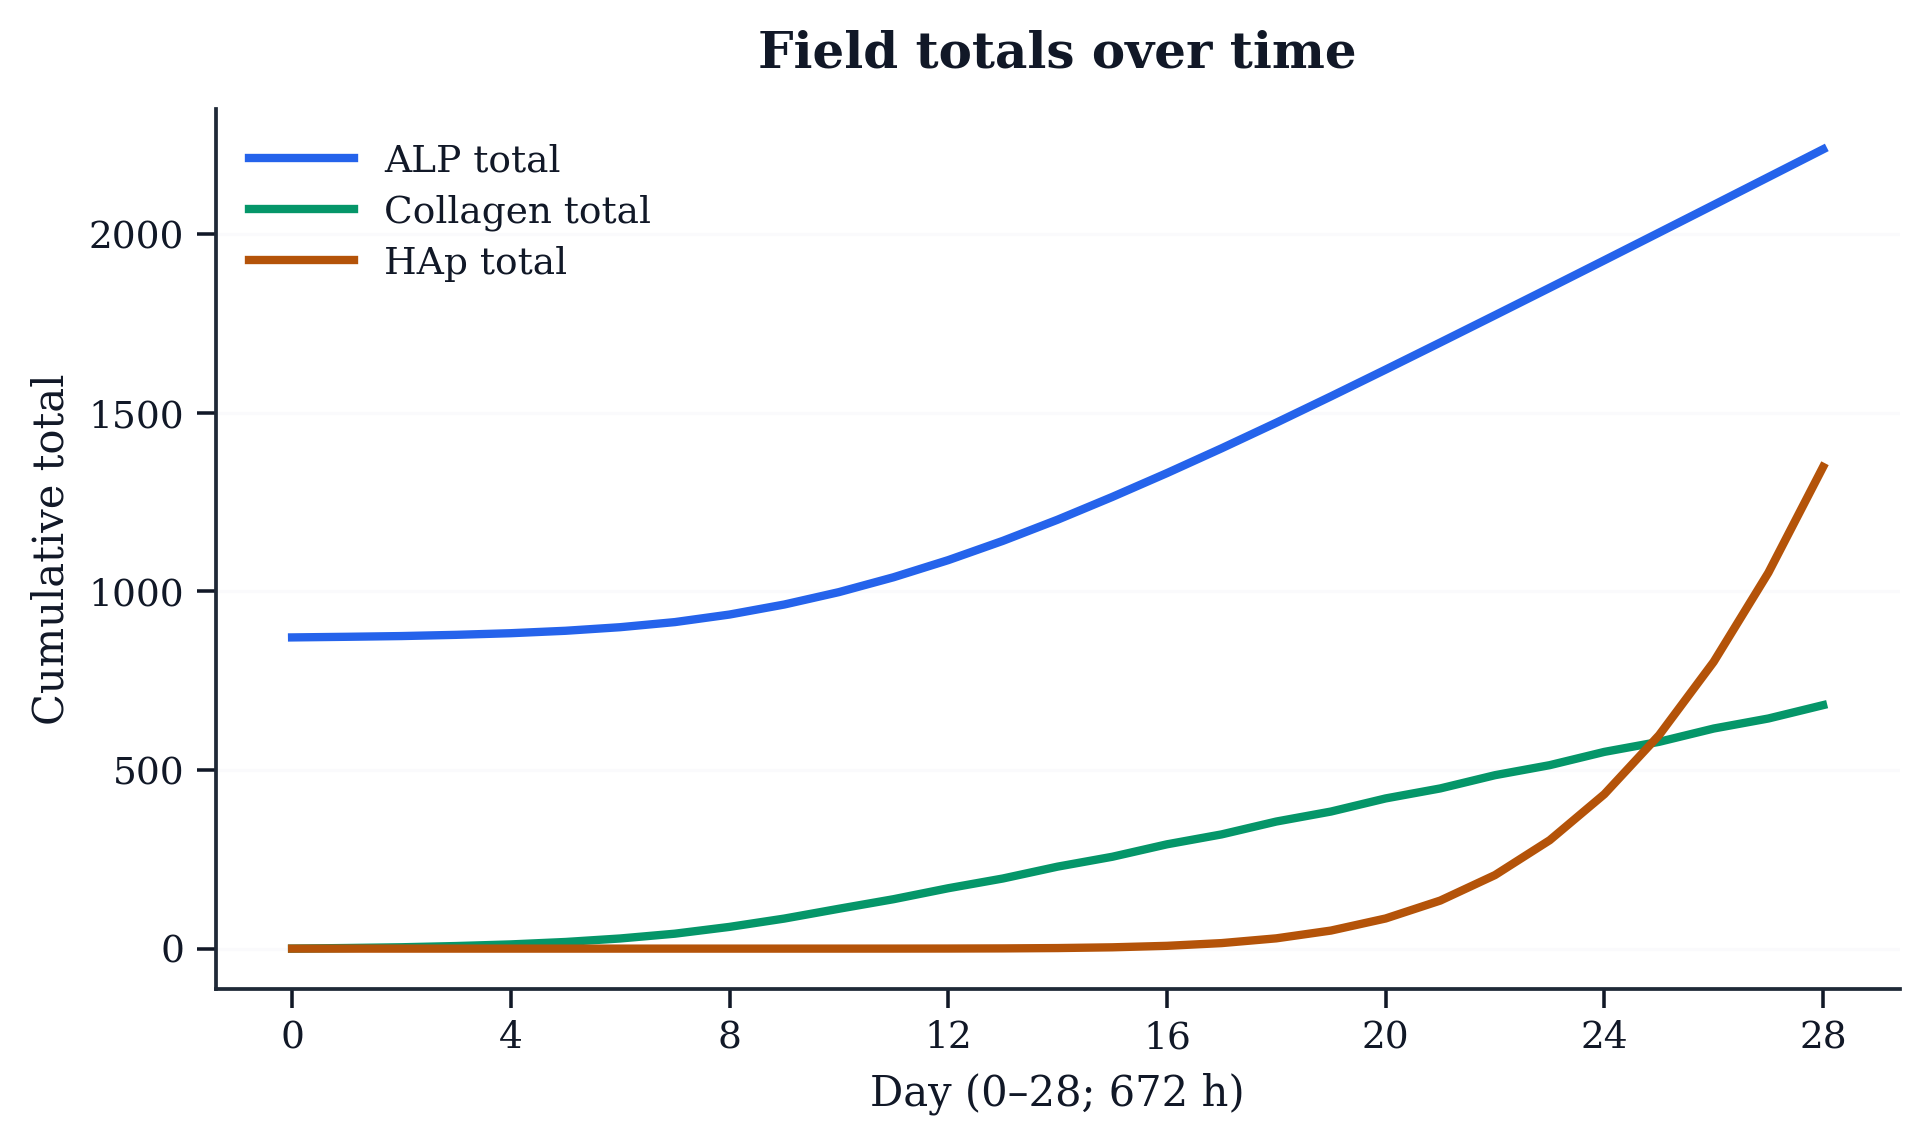 Field totals over time
ALP total
Collagen total
HAp total
Cumulative total
2000
1500
1000
500
0
0 4 8 12 16 20 24 28
Day (0–28; 672 h)